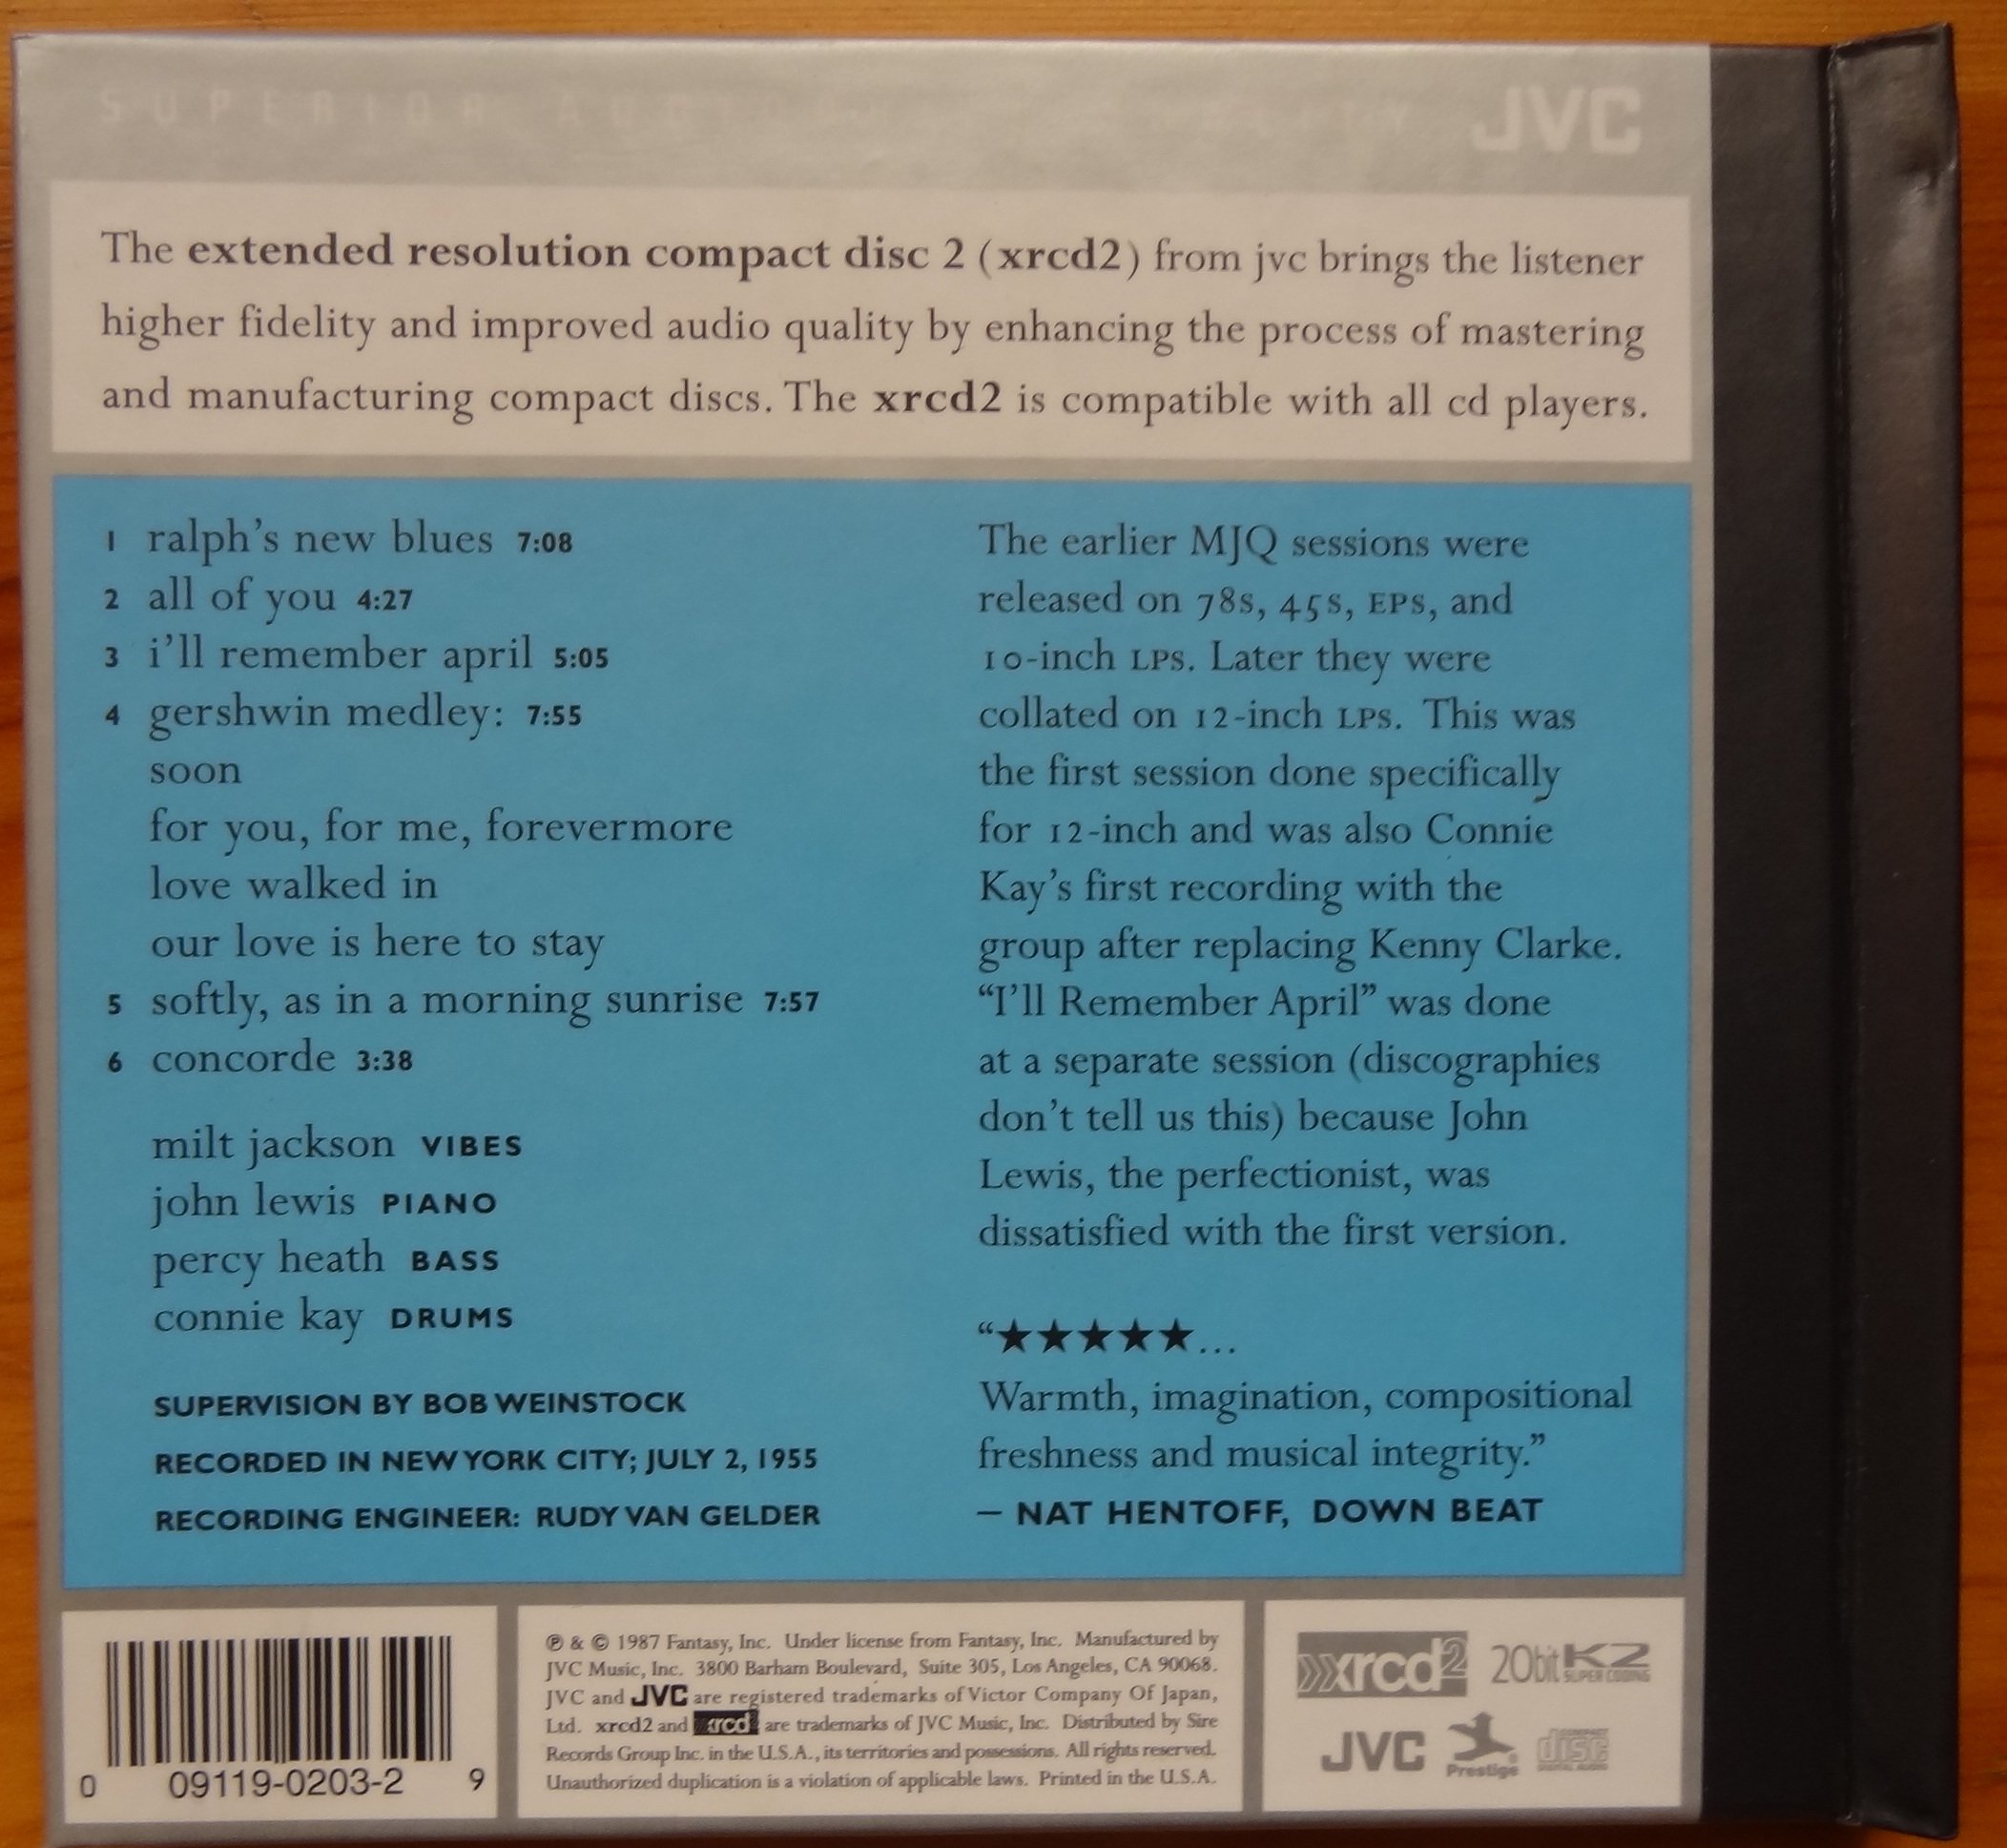 SUPERIOR AUDIO JVC
The extended resolution compact disc 2 (xrcd2) from jvc brings the listener
higher fidelity and improved audio quality by enhancing the process of mastering
and manufacturing compact discs. The xrcd2 is compatible with all cd players.
1 ralph's new blues 7:08
2 all of you 4:27
3 i'll remember april 5:05
4 gershwin medley: 7:55
soon
for you, for me, forevermore
love walked in
our love is here to stay
5 softly, as in a morning sunrise 7:57
6 concorde 3:38
milt jackson VIBES
john lewis PIANO
percy heath BASS
connie kay DRUMS
SUPERVISION BY BOB WEINSTOCK
RECORDED IN NEW YORK CITY; JULY 2, 1955
RECORDING ENGINEER: RUDY VAN GELDER
The earlier MJQ sessions were
released on 78s, 45s, EPs, and
10-inch LPs. Later they were
collated on 12-inch LPs. This was
the first session done specifically
for 12-inch and was also Connie
Kay's first recording with the
group after replacing Kenny Clarke.
“I'll Remember April” was done
at a separate session (discographies
don't tell us this) because John
Lewis, the perfectionist, was
dissatisfied with the first version.
“★★★★★...
Warmth, imagination, compositional
freshness and musical integrity.”
— NAT HENTOFF, DOWN BEAT
0 09119-0203-2 9
℗ & © 1987 Fantasy, Inc. Under license from Fantasy, Inc. Manufactured by
JVC Music, Inc. 3800 Barham Boulevard, Suite 305, Los Angeles, CA 90068.
JVC and JVC are registered trademarks of Victor Company Of Japan,
Ltd. xrcd2 and xrcd2 are trademarks of JVC Music, Inc. Distributed by Sire
Records Group Inc. in the U.S.A., its territories and possessions. All rights reserved.
Unauthorized duplication is a violation of applicable laws. Printed in the U.S.A.
xrcd2 20bit K2
SUPER CODING
JVC Prestige COMPACT disc DIGITAL AUDIO